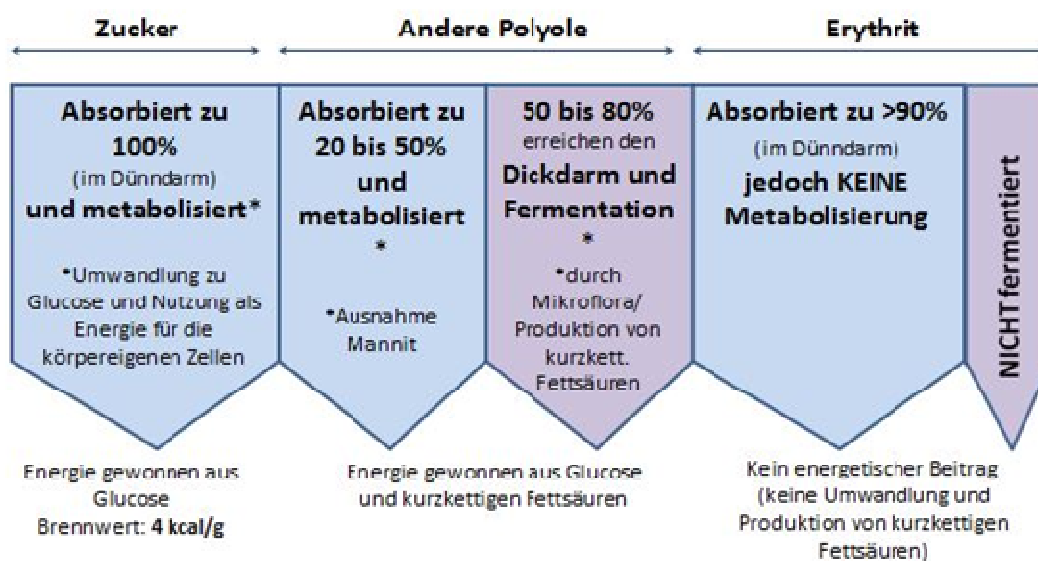 Zucker
Andere Polyole
Erythrit
Absorbiert zu
100%
(im Dünndarm)
und metabolisiert*
*Umwandlung zu
Glucose und Nutzung als
Energie für die
körpereigenen Zellen
Absorbiert zu
20 bis 50%
und
metabolisiert
*
*Ausnahme
Mannit
50 bis 80%
erreichen den
Dickdarm und
Fermentation
*
*durch
Mikroflora/
Produktion von
kurzkett.
Fettsäuren
Absorbiert zu >90%
(im Dünndarm)
jedoch KEINE
Metabolisierung
NICHT fermentiert
Energie gewonnen aus
Glucose
Brennwert: 4 kcal/g
Energie gewonnen aus Glucose
und kurzkettigen Fettsäuren
Kein energetischer Beitrag
(keine Umwandlung und
Produktion von kurzkettigen
Fettsäuren)